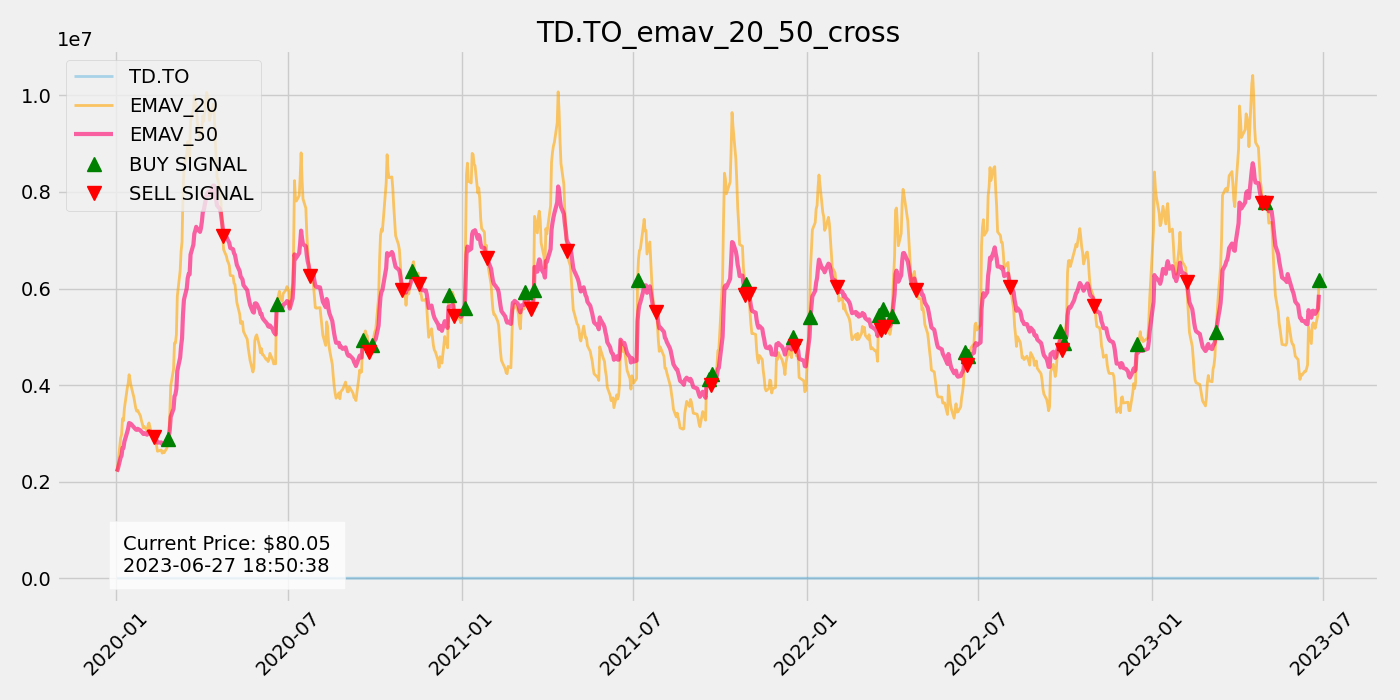 TD.TO_emav_20_50_cross
1e7
TD.TO
EMAV_20
EMAV_50
BUY SIGNAL
SELL SIGNAL
1.0
0.8
0.6
0.4
0.2
0.0
Current Price: $80.05
2023-06-27 18:50:38
2020-01
2020-07
2021-01
2021-07
2022-01
2022-07
2023-01
2023-07